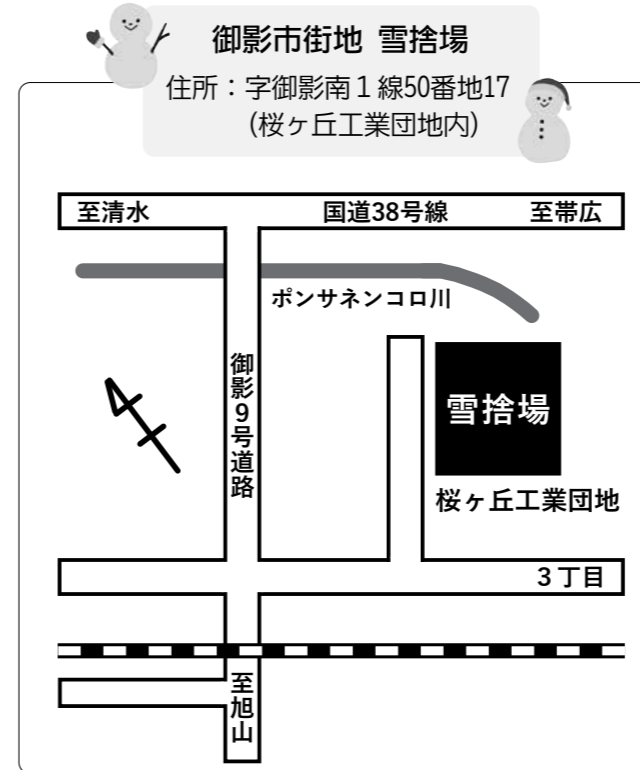 御影市街地 雪捨場
住所：字御影南１線50番地17
(桜ヶ丘工業団地内)
至清水
国道38号線
至帯広
ポンサネンコロ川
御影９号道路
雪捨場
桜ヶ丘工業団地
３丁目
至旭山